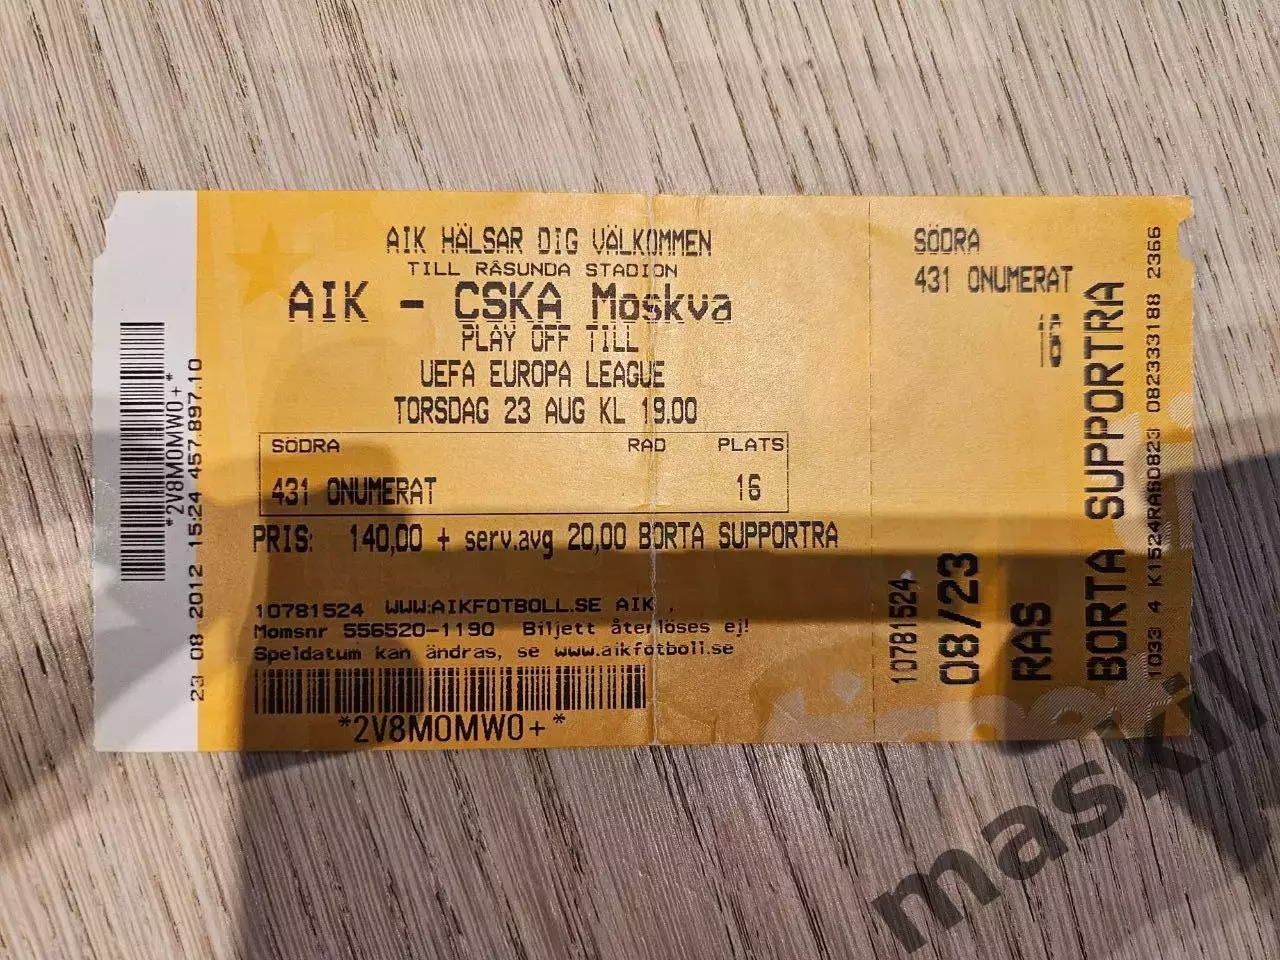 AIK HÄLSAR DIG VÄLKOMMEN
TILL RÅSUNDA STADION
AIK - CSKA Moskva
PLAY OFF TILL
UEFA EUROPA LEAGUE
TORSDAG 23 AUG KL 19.00
SÖDRA RAD PLATS
431 ONUMERAT 16
PRIS: 140,00 + serv.avg 20,00 BORTA SUPPORTRA
10781524 WWW.AIKFOTBOLL.SE AIK .
Momsnr 556520-1190 Biljett återlöses ej!
Speldatum kan ändras, se www.aikfotboll.se
*2V8M0MW0+*
*2V8M0MW0+*
23 08 2012 15:24 457.897.10
SÖDRA
431 ONUMERAT
16
10781524
08/23
RAS
BORTA SUPPORTRA
1033 4 K1524RAS0823 082333188 2366
maskil